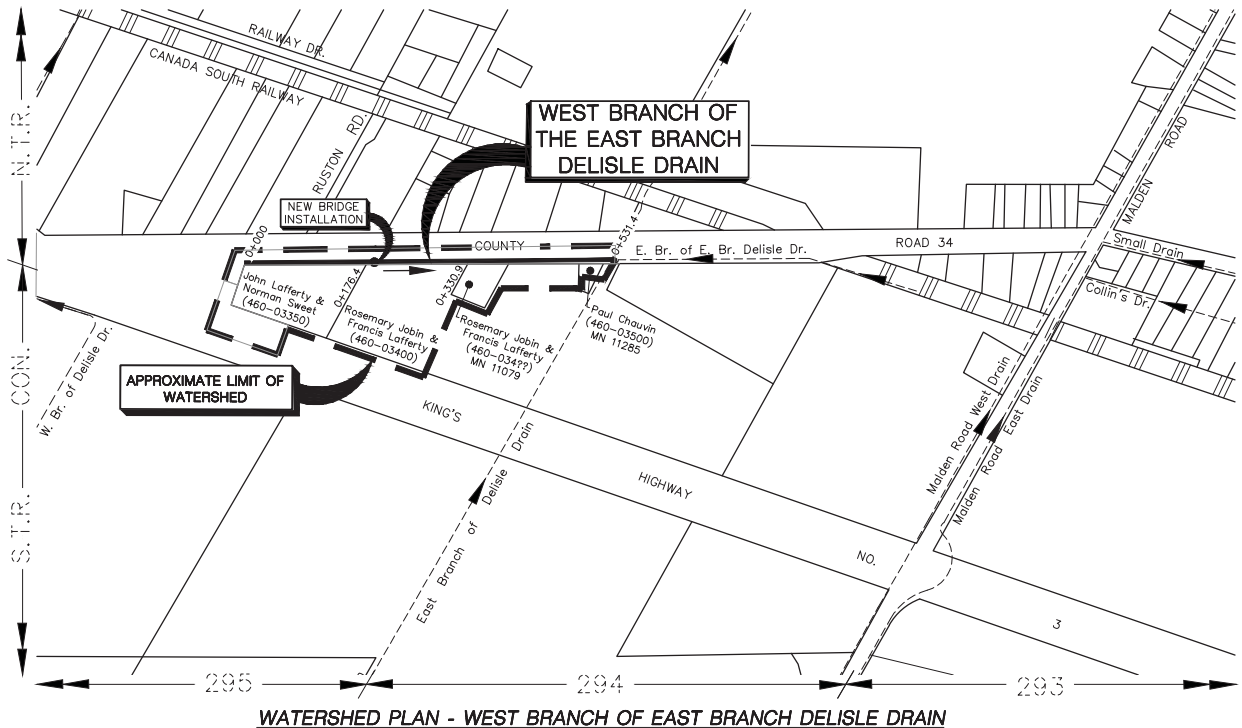 RAILWAY DR.
CANADA SOUTH RAILWAY
N.T.R.
RUSTON RD.
WEST BRANCH OF
THE EAST BRANCH
DELISLE DRAIN
ROAD
MALDEN
NEW BRIDGE
INSTALLATION
0+000
COUNTY
0+531.4
E. Br. of E. Br. Delisle Dr.
ROAD 34
Small Drain
Collin's Dr.
0+176.4
0+330.9
John Lafferty &
Norman Sweet
(460-03350)
Rosemary Jobin &
Francis Lafferty
(460-03400)
Rosemary Jobin &
Francis Lafferty
(460-034??)
MN 11079
Paul Chauvin
(460-03500)
MN 11285
CON.
W. Br. of Delisle Dr.
APPROXIMATE LIMIT OF
WATERSHED
KING'S
HIGHWAY
NO.
3
East Branch of Delisle Drain
Malden Road West Drain
Malden Road East Drain
S.T.R.
295
294
293
WATERSHED PLAN - WEST BRANCH OF EAST BRANCH DELISLE DRAIN